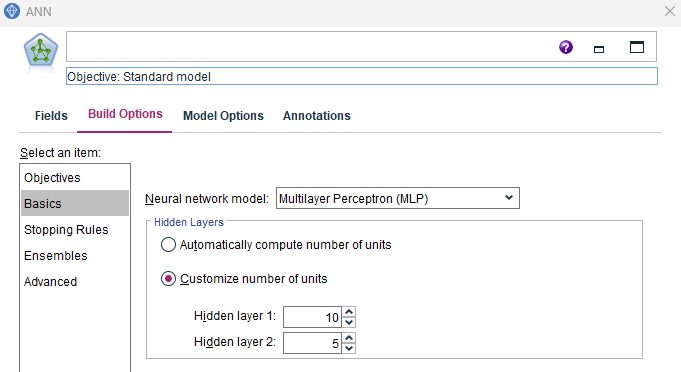 ANN
?
Objective: Standard model
Fields Build Options Model Options Annotations
Select an item:
Objectives
Basics
Stopping Rules
Ensembles
Advanced
Neural network model: Multilayer Perceptron (MLP)
Hidden Layers
Automatically compute number of units
Customize number of units
Hidden layer 1: 10
Hidden layer 2: 5